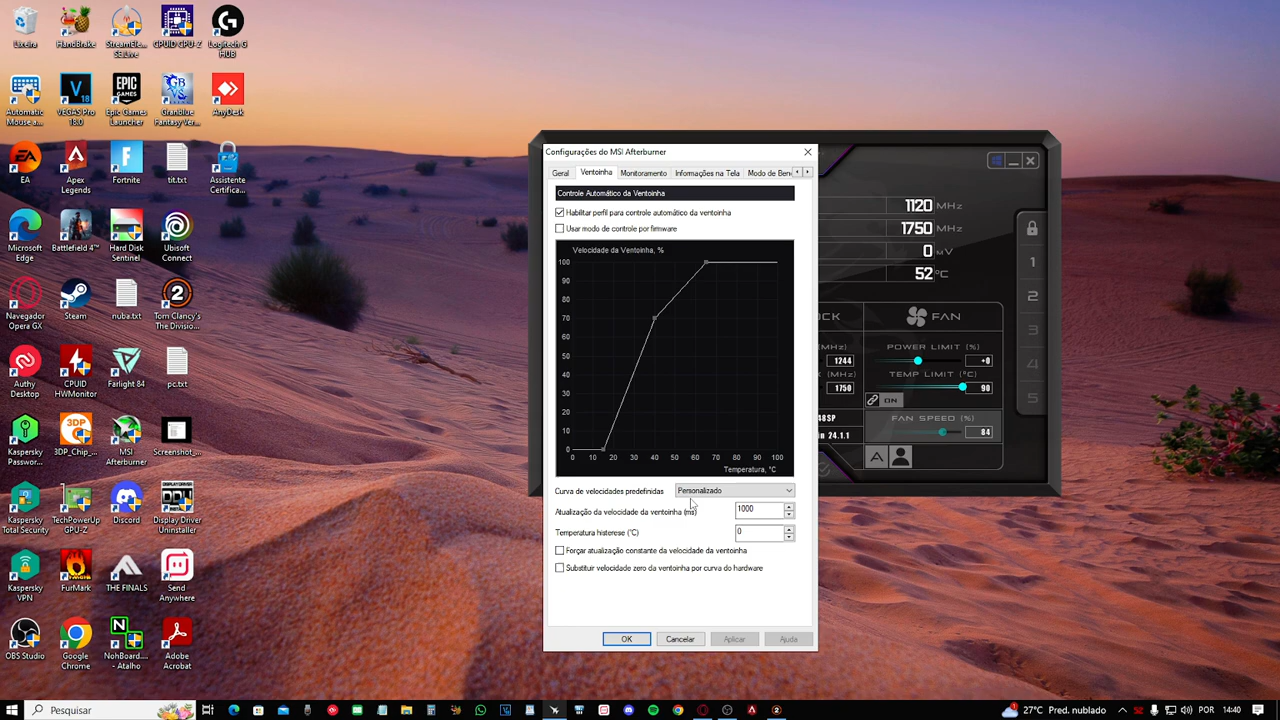 Lixeira
HandBrake
StreamEle...
SE.Live
CPUID CPU-Z
Logitech G
HUB
Automatic
Mouse a...
VEGAS Pro
18.0
Epic Games
Launcher
Granblue
Fantasy Ver...
AnyDesk
EA
Apex
Legends
Fortnite
tit.txt
Assistente
Certifica...
Microsoft
Edge
Battlefield 4™
Hard Disk
Sentinel
Ubisoft
Connect
Navegador
Opera GX
Steam
nuba.txt
Tom Clancy's
The Division...
Authy
Desktop
CPUID
HWMonitor
Farlight 84
pc.txt
Kaspersky
Passwor...
3DP_Chip_...
MSI
Afterburner
Screenshot_...
Kaspersky
Total Security
TechPowerUp
GPU-Z
Discord
Display Driver
Uninstaller
Kaspersky
VPN
FurMark
THE FINALS
Send
Anywhere
OBS Studio
Google
Chrome
NohBoard....
- Atalho
Adobe
Acrobat
Configurações do MSI Afterburner
Geral
Ventoinha
Monitoramento
Informações na Tela
Modo de Ben
Controle Automático da Ventoinha
Habilitar perfil para controle automático da ventoinha
Usar modo de controle por firmware
Velocidade da Ventoinha, %
100
90
80
70
60
50
40
30
20
10
0
0 10 20 30 40 50 60 70 80 90 100
Temperatura, °C
Curva de velocidades predefinidas
Personalizado
Atualização da velocidade da ventoinha (ms)
1000
Temperatura histerese (°C)
0
Forçar atualização constante da velocidade da ventoinha
Substituir velocidade zero da ventoinha por curva do hardware
OK
Cancelar
Aplicar
Ajuda
1120 MHz
1750 MHz
0 mV
52 °C
1
2
3
4
5
FAN
POWER LIMIT (%)
1244
+0
TEMP LIMIT (°C)
1750
90
ON
FAN SPEED (%)
84
24.1.1
A
Pesquisar
27°C Pred. nublado
POR
14:40